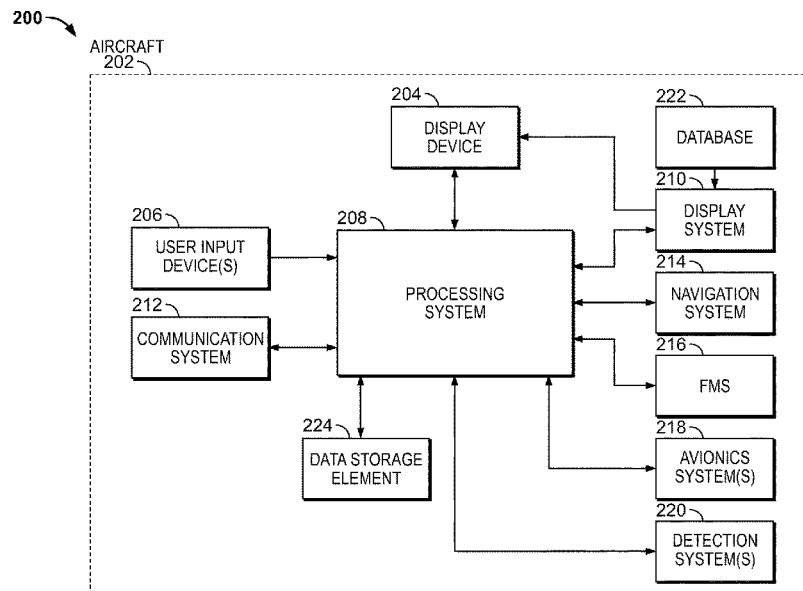 200
AIRCRAFT
202
204
DISPLAY
DEVICE
222
DATABASE
210
DISPLAY
SYSTEM
206
USER INPUT
DEVICE(S)
208
PROCESSING
SYSTEM
214
NAVIGATION
SYSTEM
212
COMMUNICATION
SYSTEM
216
FMS
224
DATA STORAGE
ELEMENT
218
AVIONICS
SYSTEM(S)
220
DETECTION
SYSTEM(S)